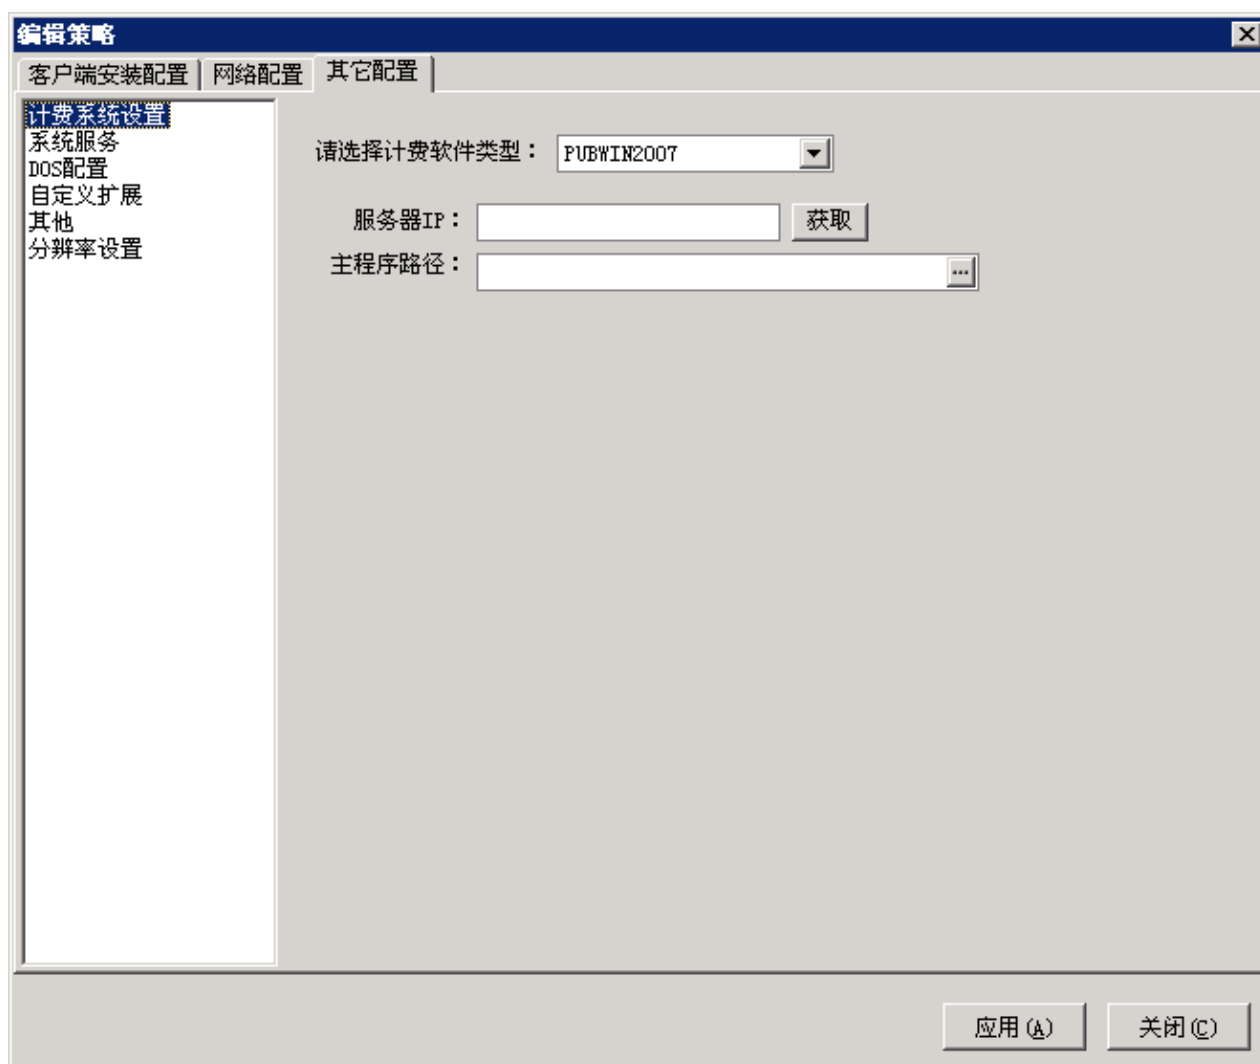 编辑策略
客户端安装配置 网络配置 其它配置
计费系统设置
系统服务
DOS配置
自定义扩展
其他
分辨率设置
请选择计费软件类型： PUBWIN2007
服务器IP： 获取
主程序路径： ...
应用(A) 关闭(C)